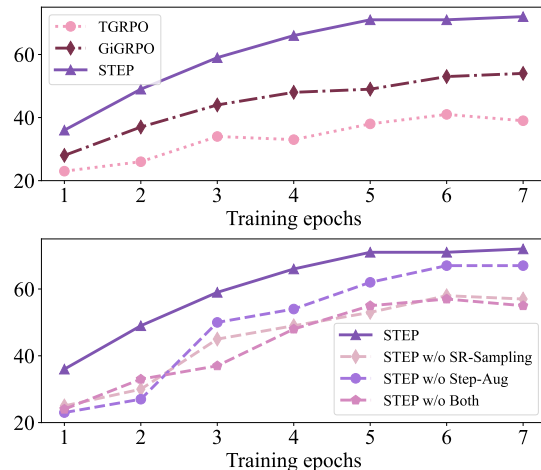 TGRPO
GiGRPO
STEP
60
40
20
1 2 3 4 5 6 7
Training epochs
60
40
20
STEP
STEP w/o SR-Sampling
STEP w/o Step-Aug
STEP w/o Both
1 2 3 4 5 6 7
Training epochs